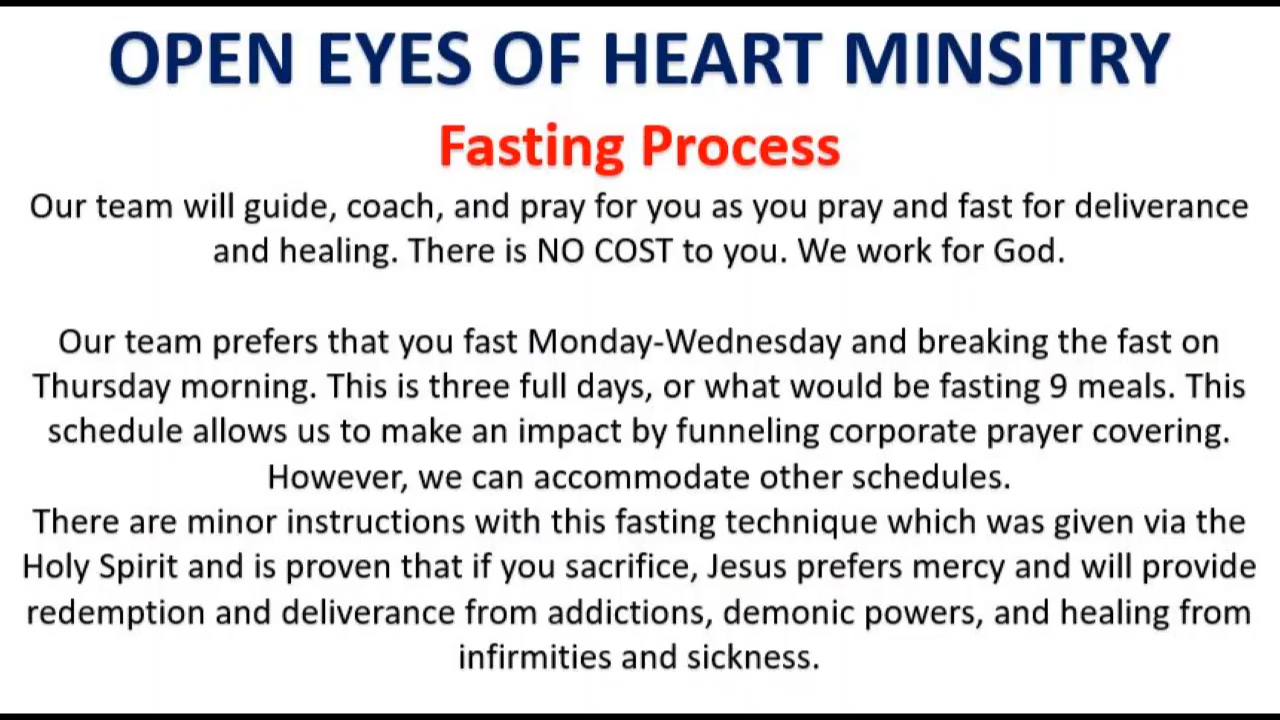 OPEN EYES OF HEART MINSITRY
Fasting Process
Our team will guide, coach, and pray for you as you pray and fast for deliverance
and healing. There is NO COST to you. We work for God.
Our team prefers that you fast Monday-Wednesday and breaking the fast on
Thursday morning. This is three full days, or what would be fasting 9 meals. This
schedule allows us to make an impact by funneling corporate prayer covering.
However, we can accommodate other schedules.
There are minor instructions with this fasting technique which was given via the
Holy Spirit and is proven that if you sacrifice, Jesus prefers mercy and will provide
redemption and deliverance from addictions, demonic powers, and healing from
infirmities and sickness.